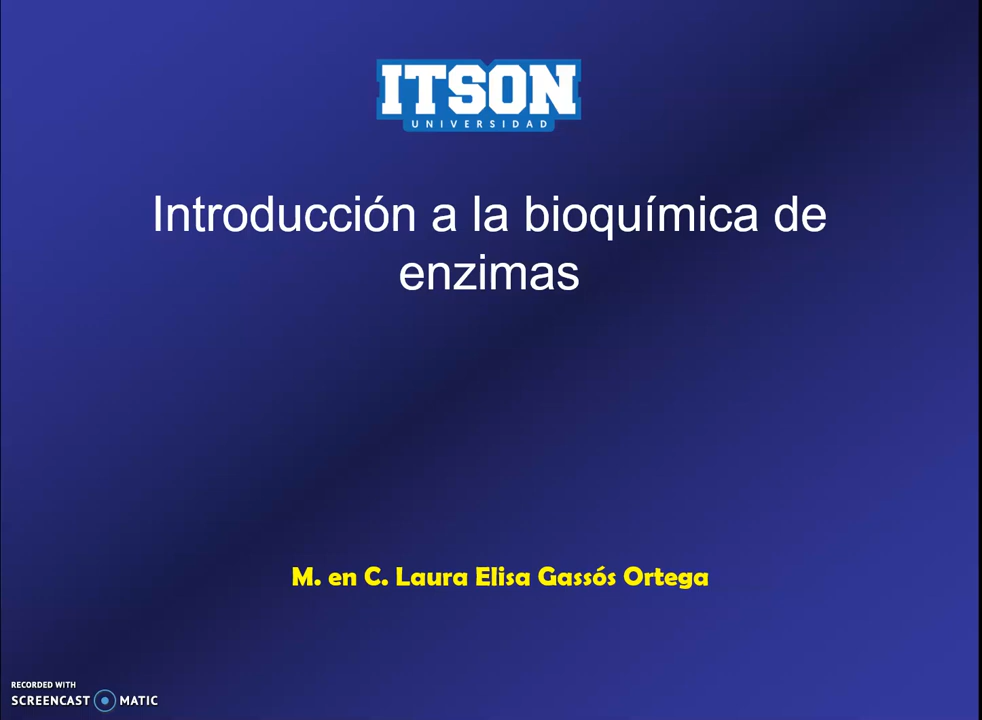 ITSON
UNIVERSIDAD
Introducción a la bioquímica de
enzimas
M. en C. Laura Elisa Gassós Ortega
RECORDED WITH
SCREENCAST MATIC